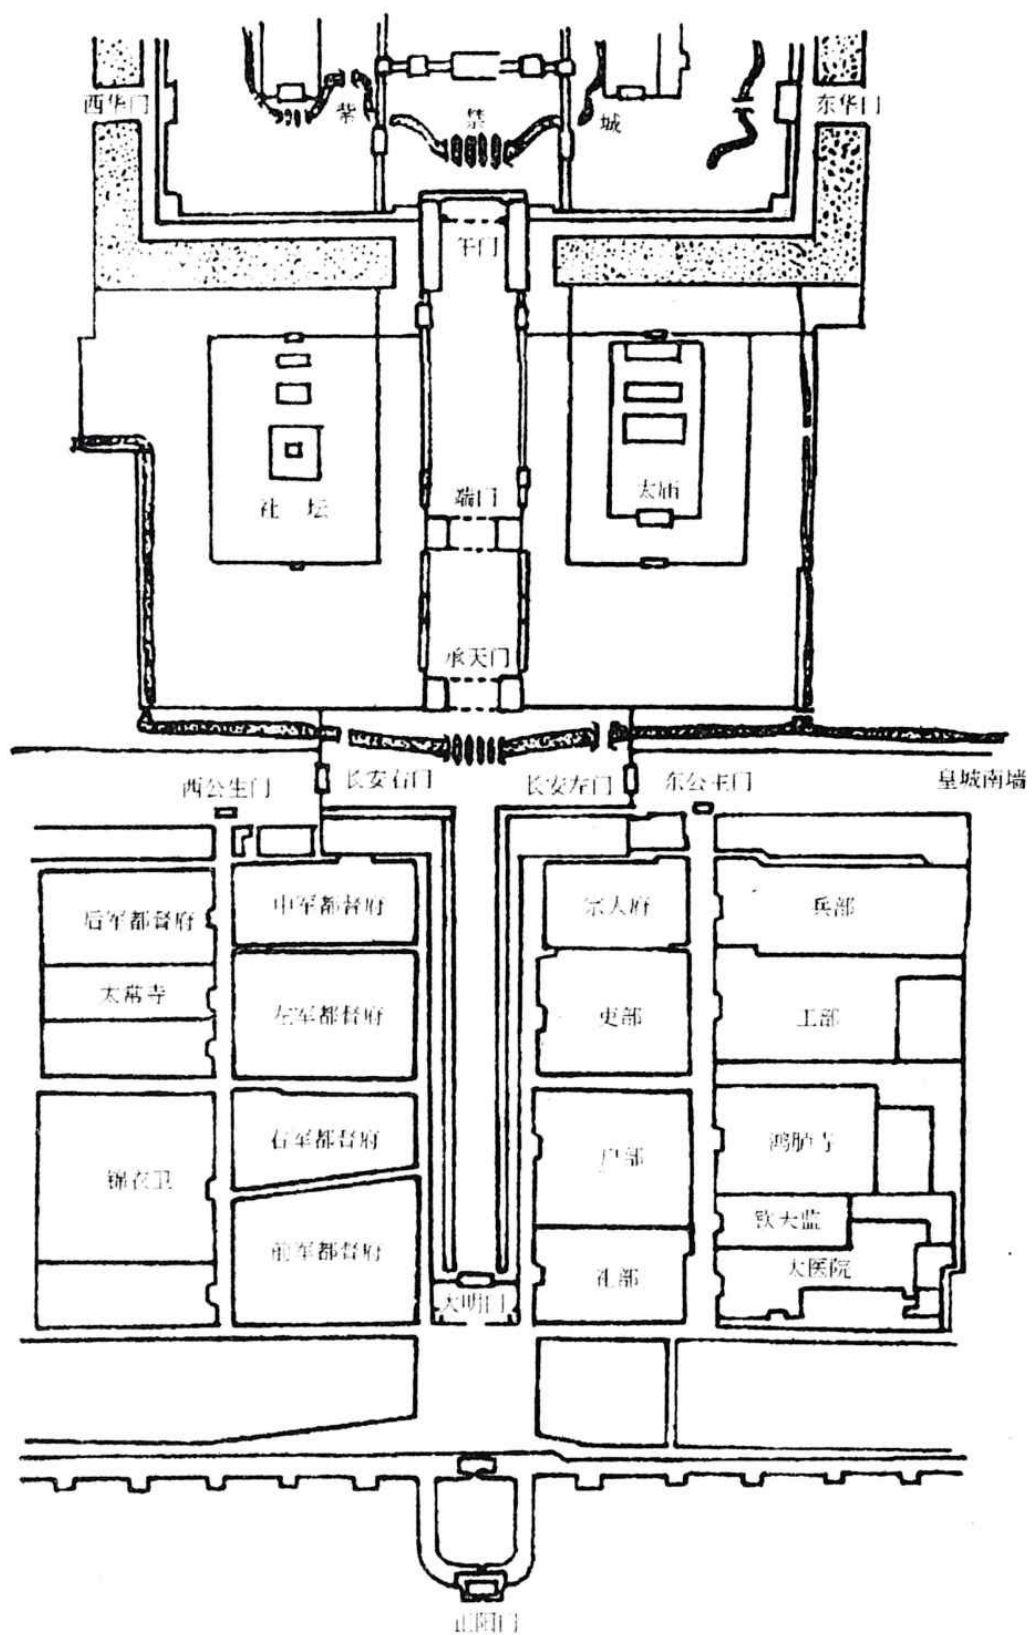 西华门
紫
禁
城
东华门
午门
社 坛
端门
太庙
承天门
西公生门
长安右门
长安左门
东公生门
皇城南墙
后军都督府
中军都督府
宗人府
兵部
太常寺
左军都督府
吏部
工部
锦衣卫
右军都督府
户部
鸿胪寺
钦天监
前军都督府
礼部
太医院
大明门
正阳门